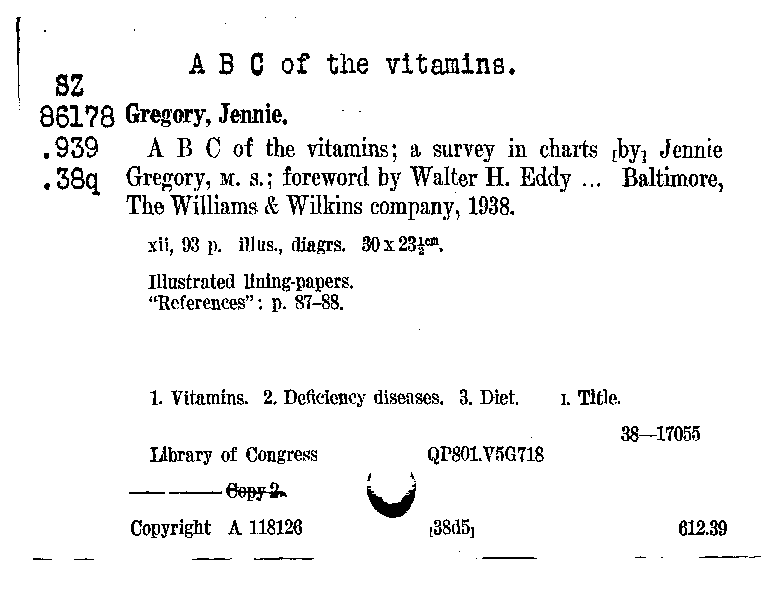 A B C of the vitamins.
SZ
86178 Gregory, Jennie.
.939 A B C of the vitamins; a survey in charts [by] Jennie
.38q Gregory, M. S.; foreword by Walter H. Eddy ... Baltimore,
The Williams & Wilkins company, 1938.
xii, 93 p. illus., diagrs. 30 x 23½ cm.
Illustrated lining-papers.
"References": p. 87–88.
1. Vitamins. 2. Deficiency diseases. 3. Diet. I. Title.
38—17055
Library of Congress QP801.V5G718
——— ——— Copy 2.
Copyright A 118126 [38d5] 612.39